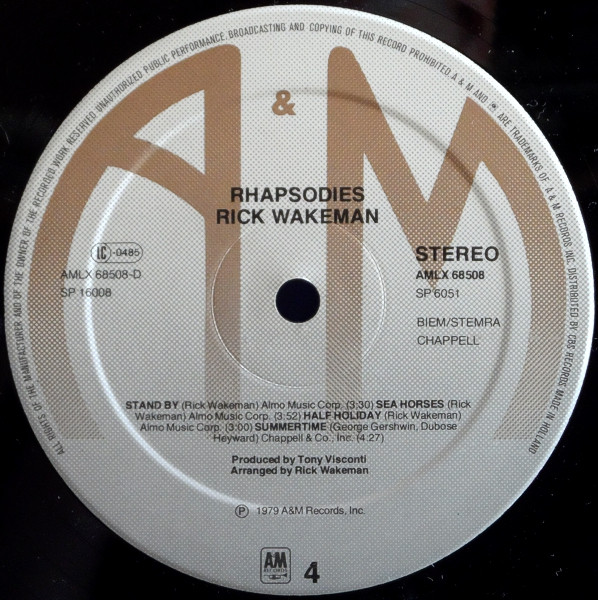 ALL RIGHTS OF THE MANUFACTURER AND OF THE OWNER OF THE RECORDED WORK RESERVED. UNAUTHORIZED PUBLIC PERFORMANCE, BROADCASTING AND COPYING OF THIS RECORD PROHIBITED. A & M AND ARE TRADEMARKS OF A & M RECORDS INC. DISTRIBUTED BY CBS RECORDS MADE IN HOLLAND
A & M
RHAPSODIES
RICK WAKEMAN
LC-0485
AMLX 68508-D
SP 16008
STEREO
AMLX 68508
SP 6051
BIEM/STEMRA
CHAPPELL
STAND BY (Rick Wakeman) Almo Music Corp. (3:30) SEA HORSES (Rick
Wakeman) Almo Music Corp. (3:52) HALF HOLIDAY (Rick Wakeman)
Almo Music Corp. (3:00) SUMMERTIME (George Gershwin, Dubose
Heyward) Chappell & Co., Inc. (4:27)
Produced by Tony Visconti
Arranged by Rick Wakeman
Ⓟ 1979 A&M Records, Inc.
A&M
RECORDS
4